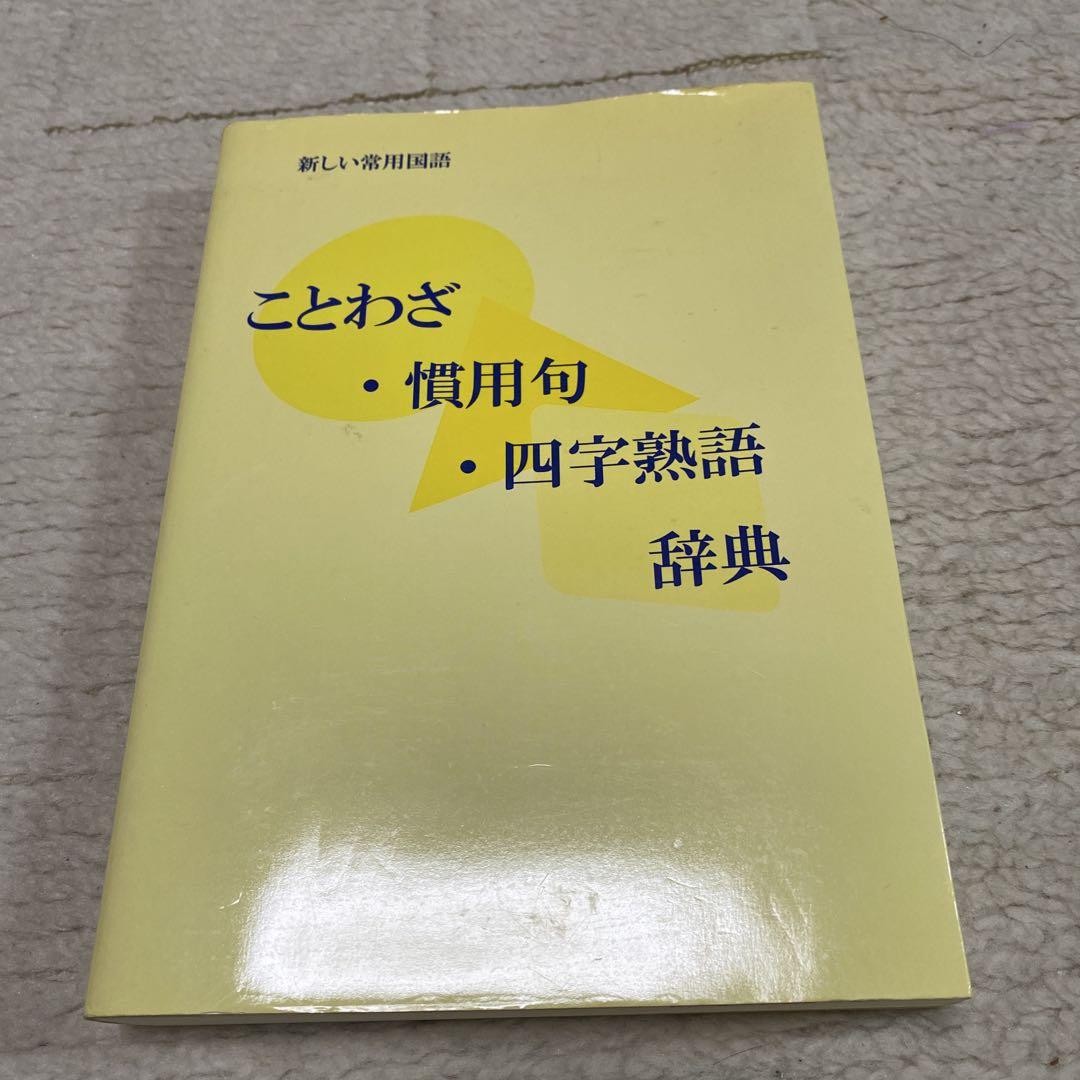 新しい常用国語
ことわざ
・慣用句
・四字熟語
辞典